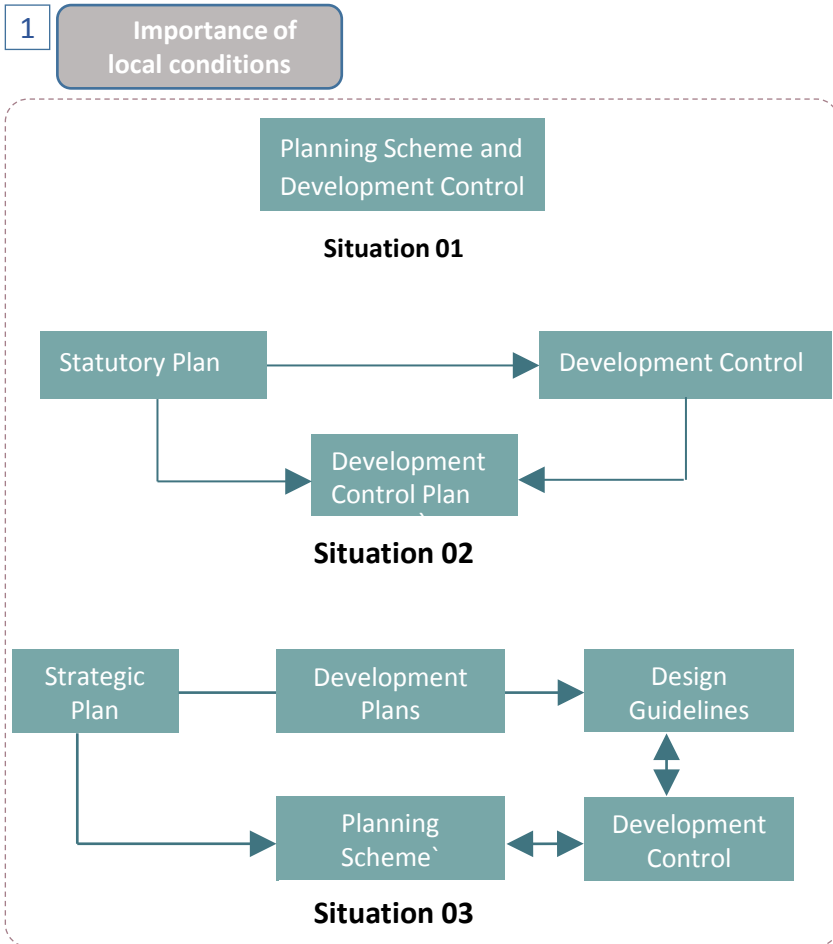 1
Importance of
local conditions
Planning Scheme and
Development Control
Situation 01
Statutory Plan
Development Control
Development
Control Plan
`
Situation 02
Strategic
Plan
Development
Plans
Design
Guidelines
Planning
Scheme`
Development
Control
Situation 03